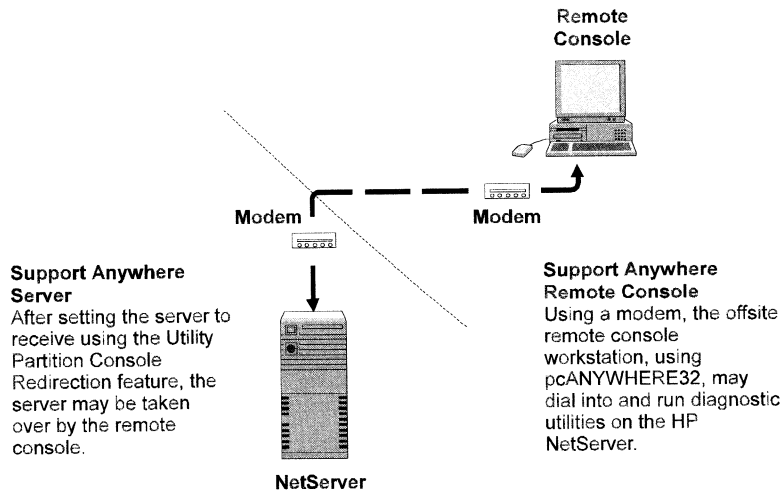 Remote
Console
Modem
Modem
Support Anywhere
Server
After setting the server to
receive using the Utility
Partition Console
Redirection feature, the
server may be taken
over by the remote
console.
NetServer
Support Anywhere
Remote Console
Using a modem, the offsite
remote console
workstation, using
pcANYWHERE32, may
dial into and run diagnostic
utilities on the HP
NetServer.